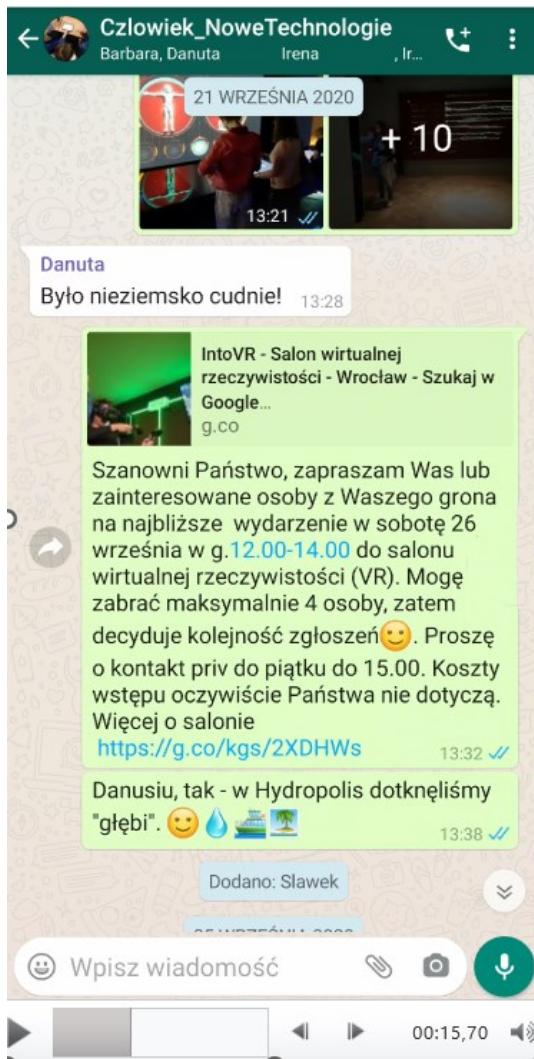 Czlowiek_NoweTechnologie
Barbara, Danuta Irena , Ir...
21 WRZEŚNIA 2020
+ 10
13:21
Danuta
Było nieziemsko cudnie! 13:28
IntoVR - Salon wirtualnej
rzeczywistości - Wrocław - Szukaj w
Google...
g.co
Szanowni Państwo, zapraszam Was lub
zainteresowane osoby z Waszego grona
na najbliższe wydarzenie w sobotę 26
września w g.12.00-14.00 do salonu
wirtualnej rzeczywistości (VR). Mogę
zabrać maksymalnie 4 osoby, zatem
decyduje kolejność zgłoszeń🙂. Proszę
o kontakt priv do piątku do 15.00. Koszty
wstępu oczywiście Państwa nie dotyczą.
Więcej o salonie
https://g.co/kgs/2XDHWs 13:32
Danusiu, tak - w Hydropolis dotknęliśmy
"głębi". 🙂💧⛴️🏝️ 13:38
Dodano: Slawek
Wpisz wiadomość
00:15,70